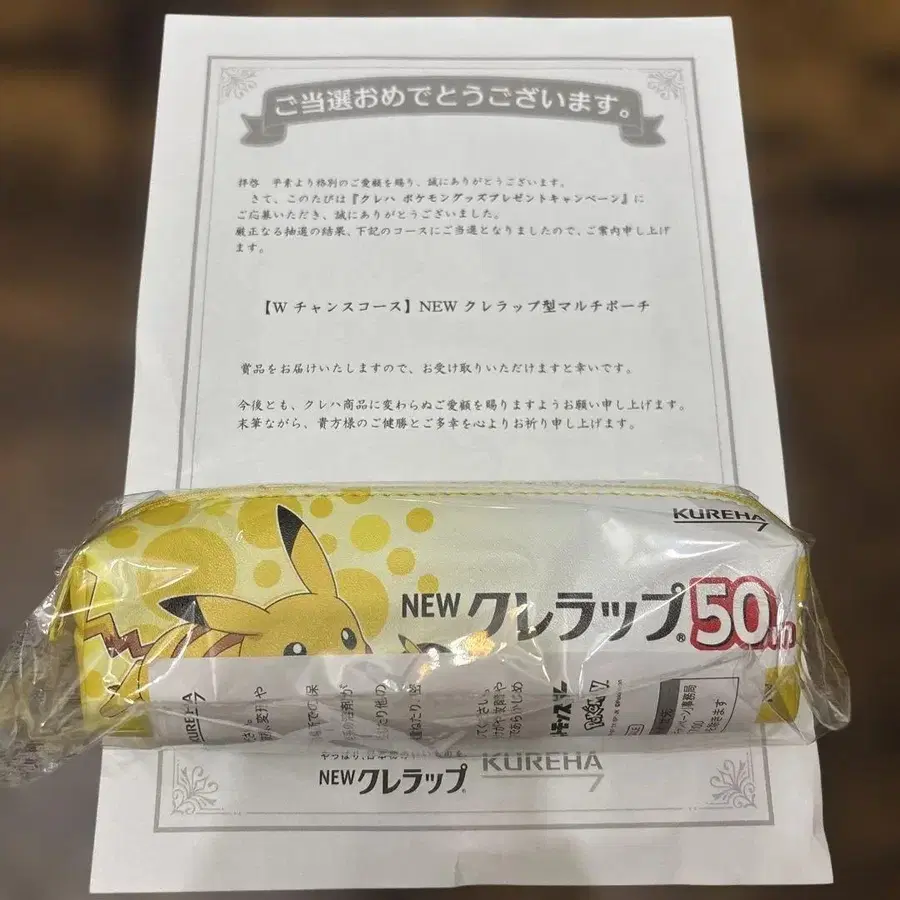 ご当選おめでとうございます。
拝啓 平素より格別のご愛顧を賜り、誠にありがとうございます。
さて、このたびは『クレハ ポケモングッズプレゼントキャンペーン』に
ご応募いただき、誠にありがとうございました。
厳正なる抽選の結果、下記のコースにご当選となりましたので、ご案内申し上げ
ます。
【W チャンスコース】NEW クレラップ型マルチポーチ
賞品をお届けいたしますので、お受け取りいただけますと幸いです。
今後とも、クレハ商品に変わらぬご愛顧を賜りますようお願い申し上げます。
末筆ながら、貴方様のご健勝とご多幸を心よりお祈り申し上げます。
KUREHA
NEW クレラップ® 50m
KUREHA
NEW クレラップ®
KUREHA